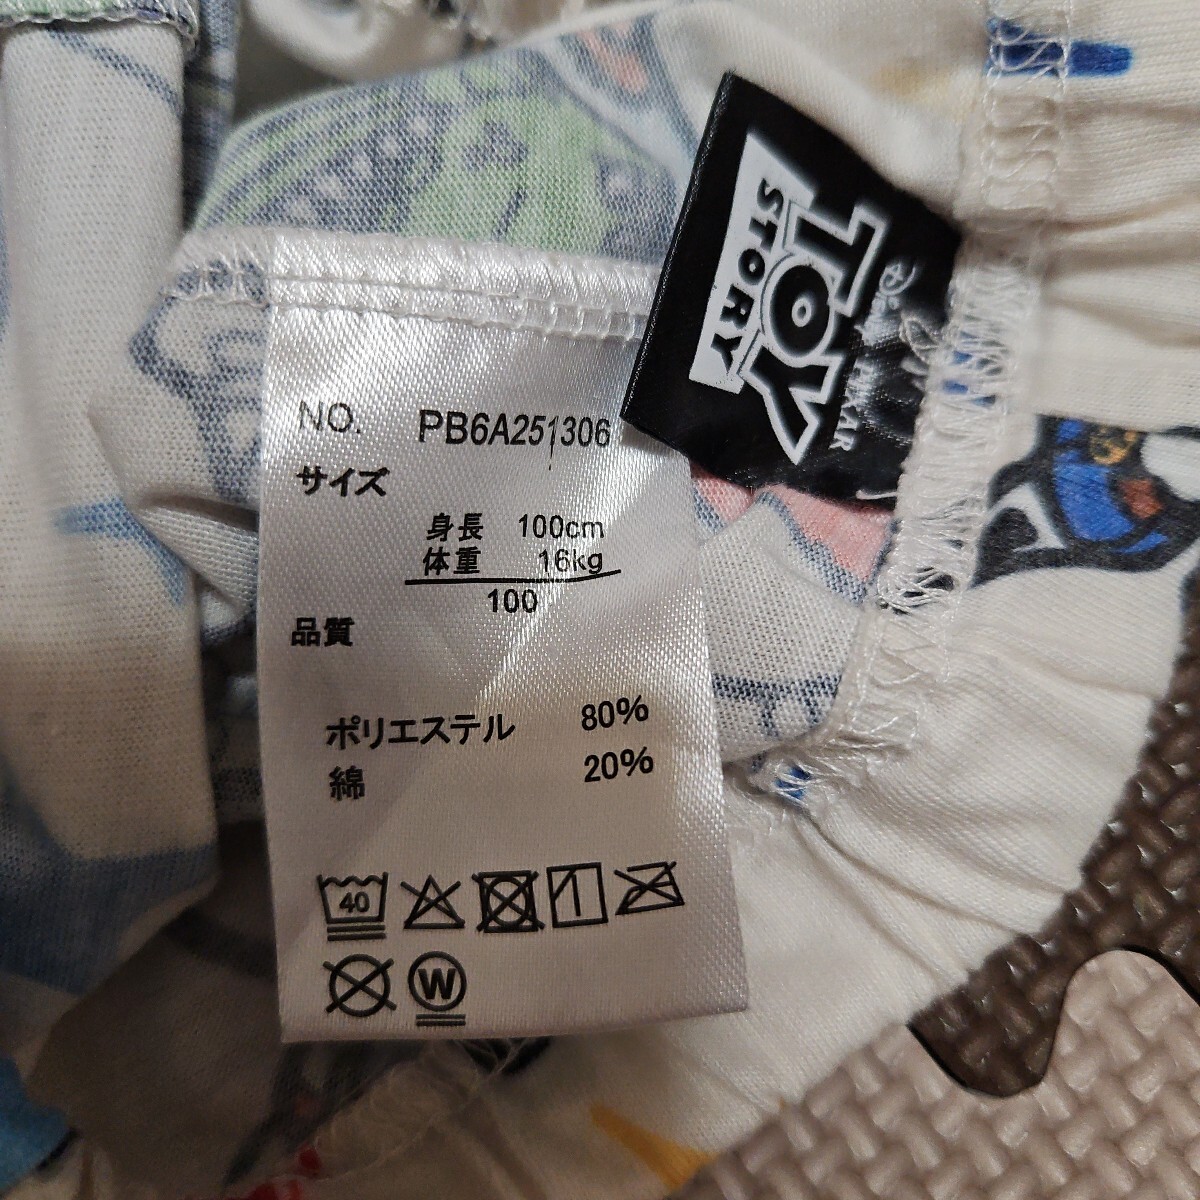 NO. PB6A251306
サイズ
身長 100cm
体重 16kg
100
品質
ポリエステル 80%
綿 20%
40
W
TOY
STORY